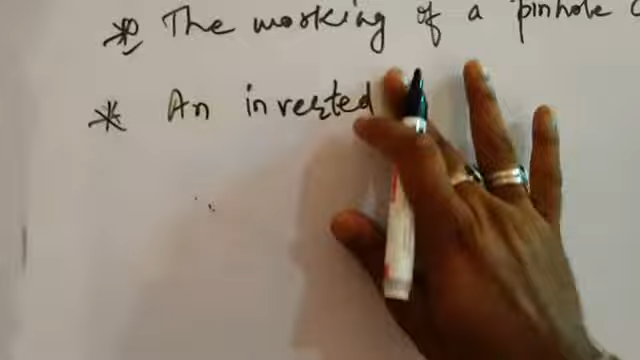 * The working of a pinhole
* An inverted